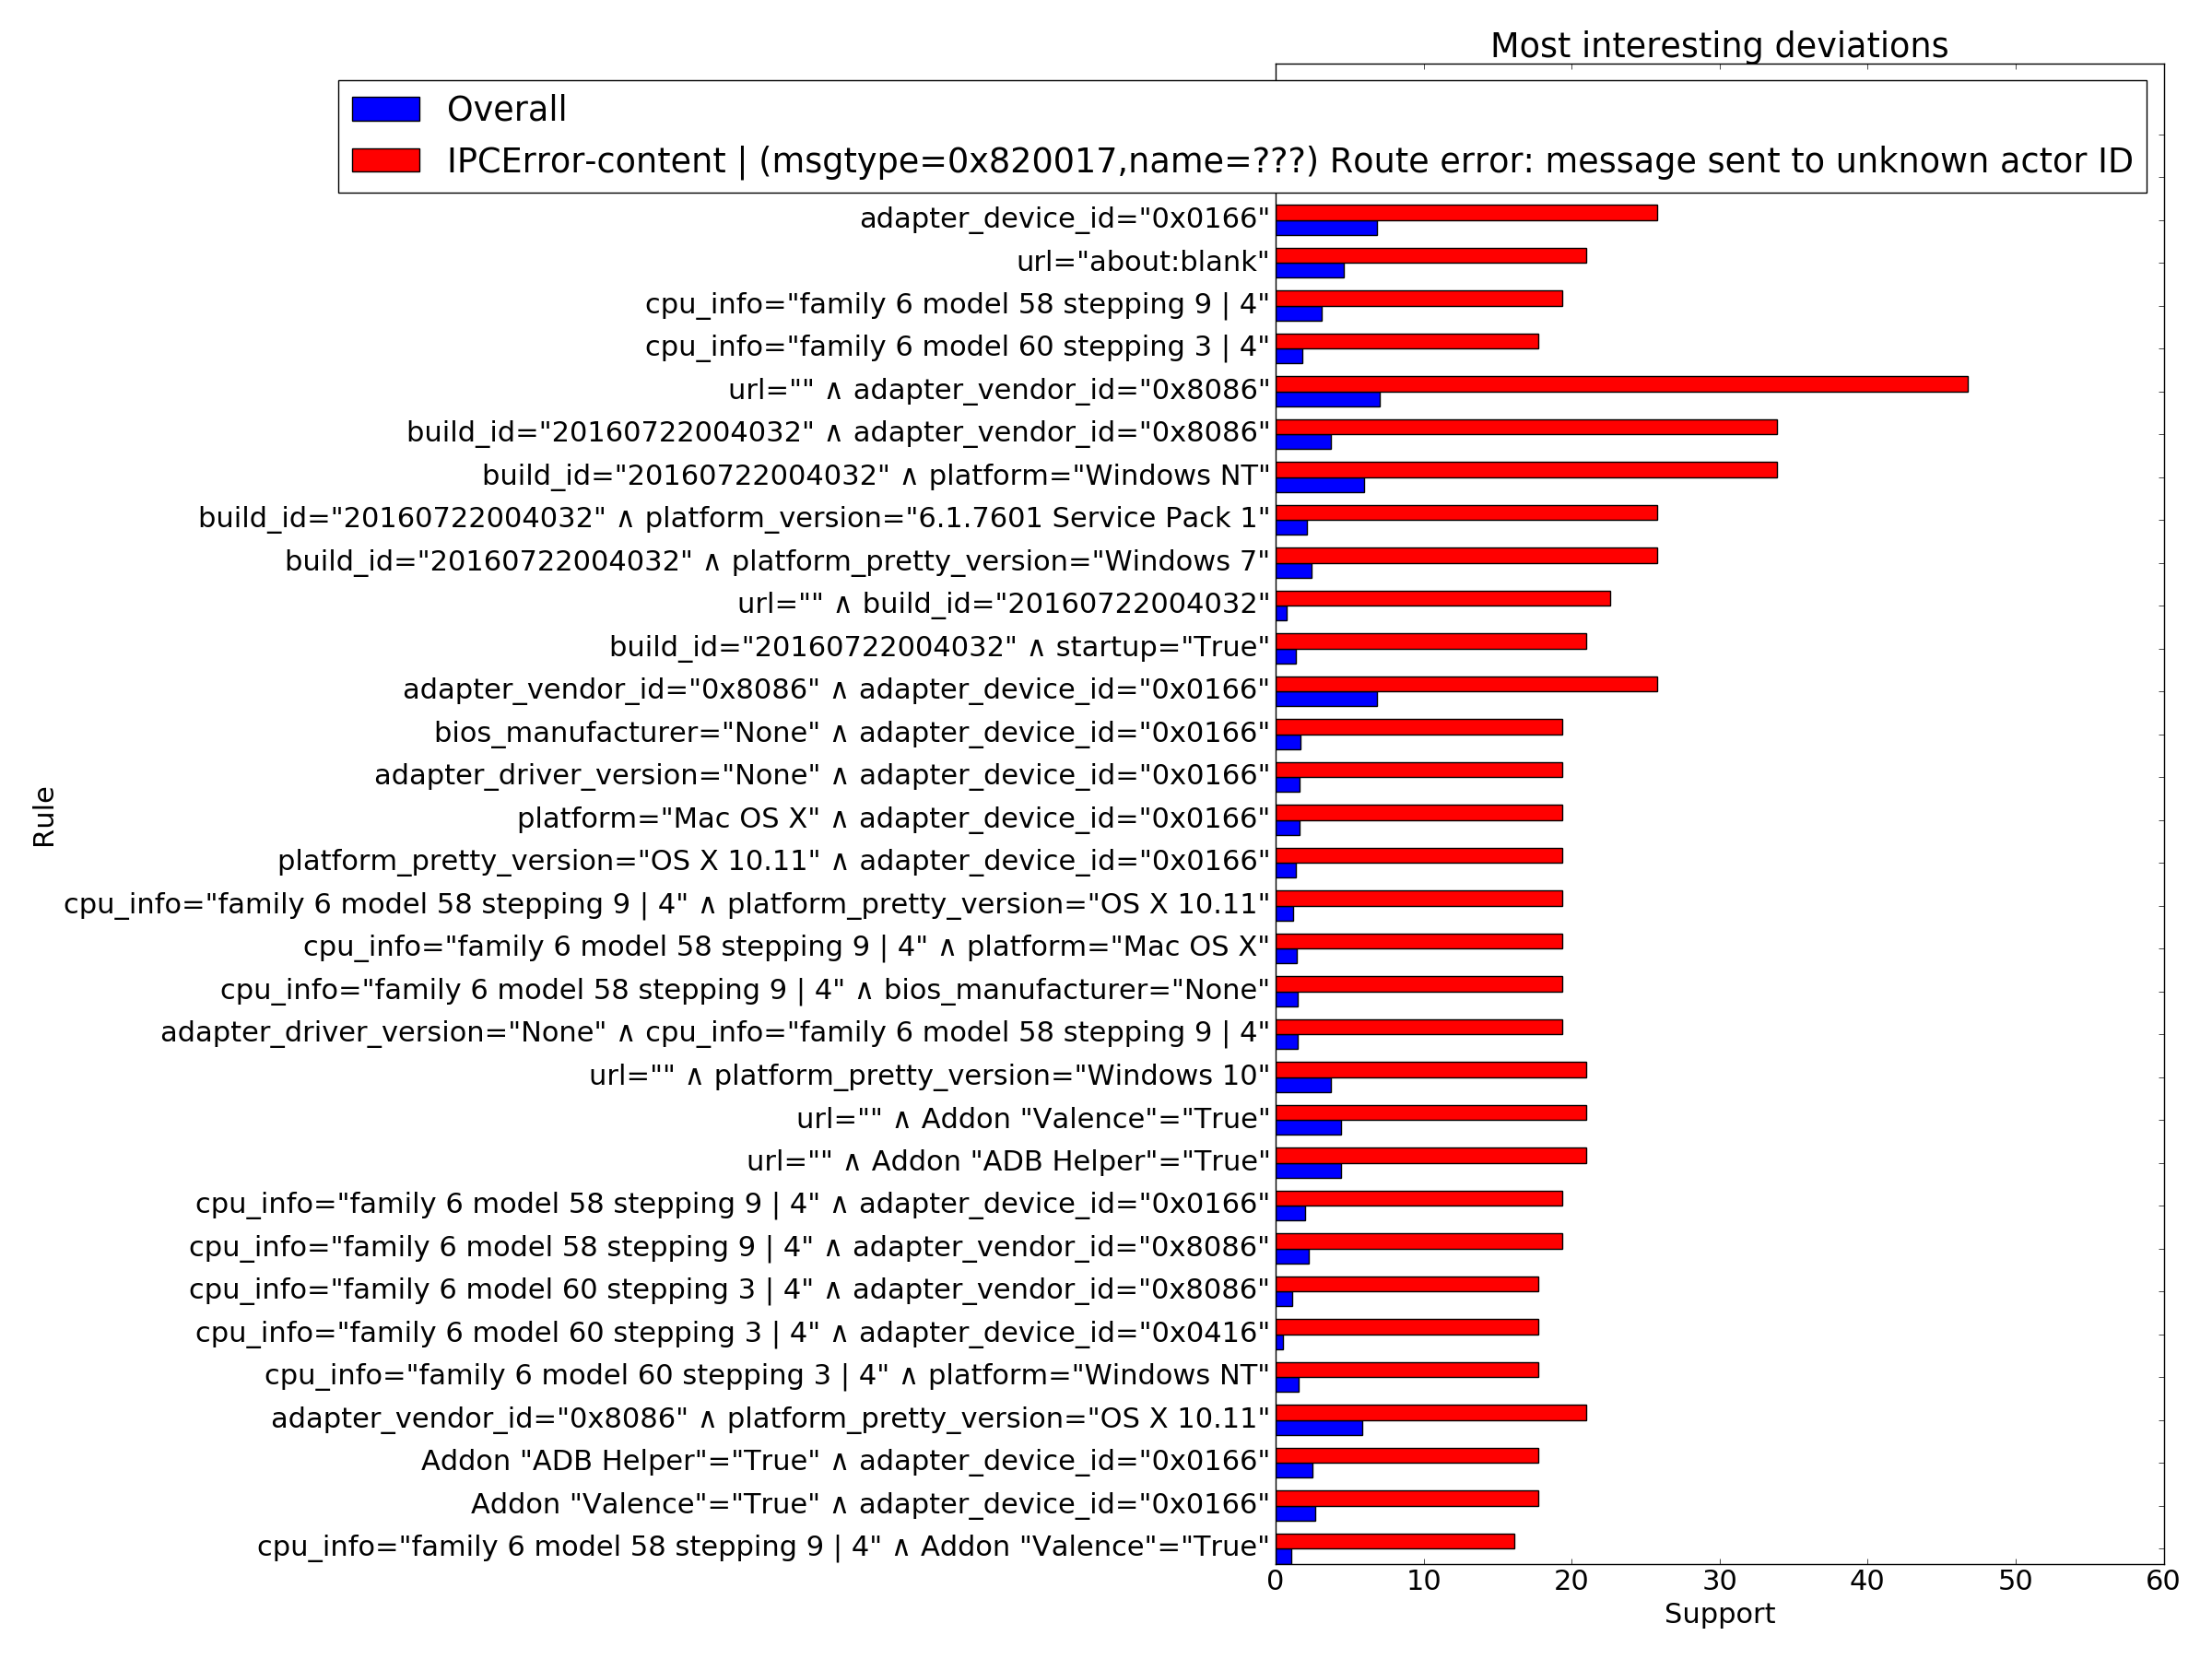 Most interesting deviations
Overall
IPCError-content | (msgtype=0x820017,name=???) Route error: message sent to unknown actor ID
adapter_device_id="0x0166"
url="about:blank"
cpu_info="family 6 model 58 stepping 9 | 4"
cpu_info="family 6 model 60 stepping 3 | 4"
url="" ∧ adapter_vendor_id="0x8086"
build_id="20160722004032" ∧ adapter_vendor_id="0x8086"
build_id="20160722004032" ∧ platform="Windows NT"
build_id="20160722004032" ∧ platform_version="6.1.7601 Service Pack 1"
build_id="20160722004032" ∧ platform_pretty_version="Windows 7"
url="" ∧ build_id="20160722004032"
build_id="20160722004032" ∧ startup="True"
adapter_vendor_id="0x8086" ∧ adapter_device_id="0x0166"
bios_manufacturer="None" ∧ adapter_device_id="0x0166"
adapter_driver_version="None" ∧ adapter_device_id="0x0166"
platform="Mac OS X" ∧ adapter_device_id="0x0166"
platform_pretty_version="OS X 10.11" ∧ adapter_device_id="0x0166"
cpu_info="family 6 model 58 stepping 9 | 4" ∧ platform_pretty_version="OS X 10.11"
cpu_info="family 6 model 58 stepping 9 | 4" ∧ platform="Mac OS X"
cpu_info="family 6 model 58 stepping 9 | 4" ∧ bios_manufacturer="None"
adapter_driver_version="None" ∧ cpu_info="family 6 model 58 stepping 9 | 4"
url="" ∧ platform_pretty_version="Windows 10"
url="" ∧ Addon "Valence"="True"
url="" ∧ Addon "ADB Helper"="True"
cpu_info="family 6 model 58 stepping 9 | 4" ∧ adapter_device_id="0x0166"
cpu_info="family 6 model 58 stepping 9 | 4" ∧ adapter_vendor_id="0x8086"
cpu_info="family 6 model 60 stepping 3 | 4" ∧ adapter_vendor_id="0x8086"
cpu_info="family 6 model 60 stepping 3 | 4" ∧ adapter_device_id="0x0416"
cpu_info="family 6 model 60 stepping 3 | 4" ∧ platform="Windows NT"
adapter_vendor_id="0x8086" ∧ platform_pretty_version="OS X 10.11"
Addon "ADB Helper"="True" ∧ adapter_device_id="0x0166"
Addon "Valence"="True" ∧ adapter_device_id="0x0166"
cpu_info="family 6 model 58 stepping 9 | 4" ∧ Addon "Valence"="True"
Rule
0 10 20 30 40 50 60
Support